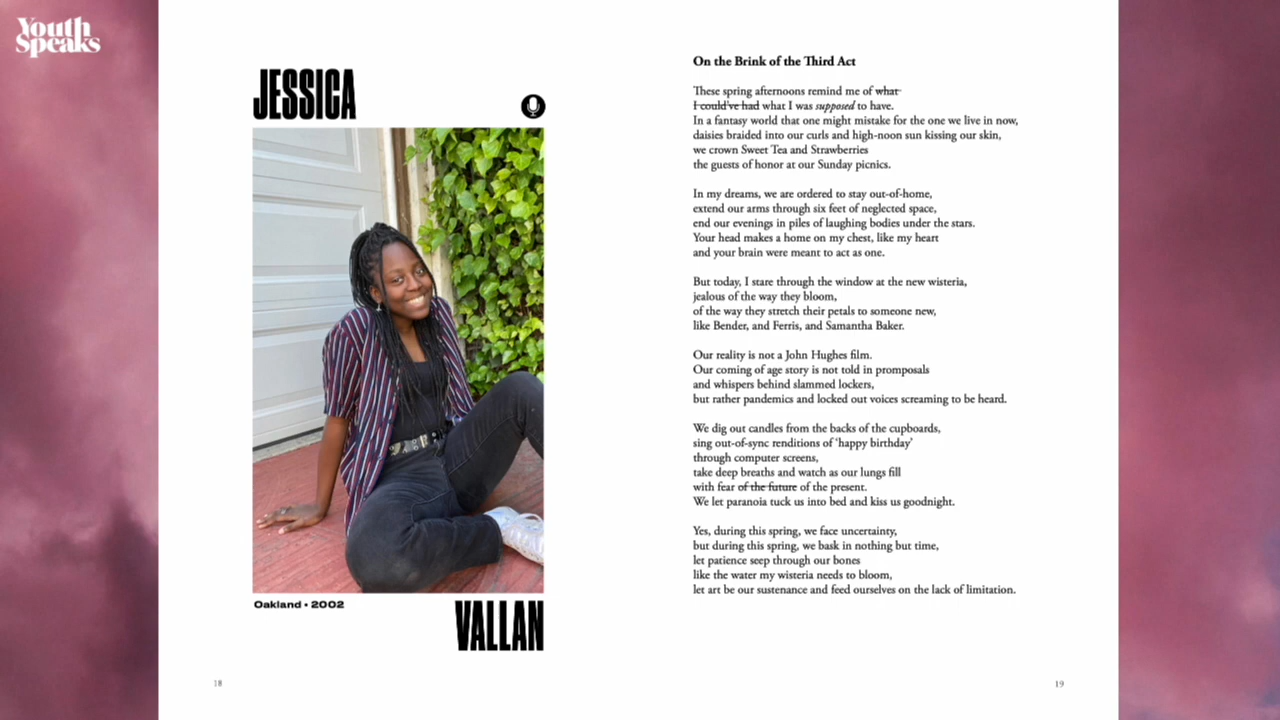 Youth
Speaks
JESSICA
Oakland • 2002
VALLAN
18
On the Brink of the Third Act
These spring afternoons remind me of what
I could've had what I was supposed to have.
In a fantasy world that one might mistake for the one we live in now,
daisies braided into our curls and high-noon sun kissing our skin,
we crown Sweet Tea and Strawberries
the guests of honor at our Sunday picnics.
In my dreams, we are ordered to stay out-of-home,
extend our arms through six feet of neglected space,
end our evenings in piles of laughing bodies under the stars.
Your head makes a home on my chest, like my heart
and your brain were meant to act as one.
But today, I stare through the window at the new wisteria,
jealous of the way they bloom,
of the way they stretch their petals to someone new,
like Bender, and Ferris, and Samantha Baker.
Our reality is not a John Hughes film.
Our coming of age story is not told in promposals
and whispers behind slammed lockers,
but rather pandemics and locked out voices screaming to be heard.
We dig out candles from the backs of the cupboards,
sing out-of-sync renditions of 'happy birthday'
through computer screens,
take deep breaths and watch as our lungs fill
with fear of the future of the present.
We let paranoia tuck us into bed and kiss us goodnight.
Yes, during this spring, we face uncertainty,
but during this spring, we bask in nothing but time,
let patience seep through our bones
like the water my wisteria needs to bloom,
let art be our sustenance and feed ourselves on the lack of limitation.
19